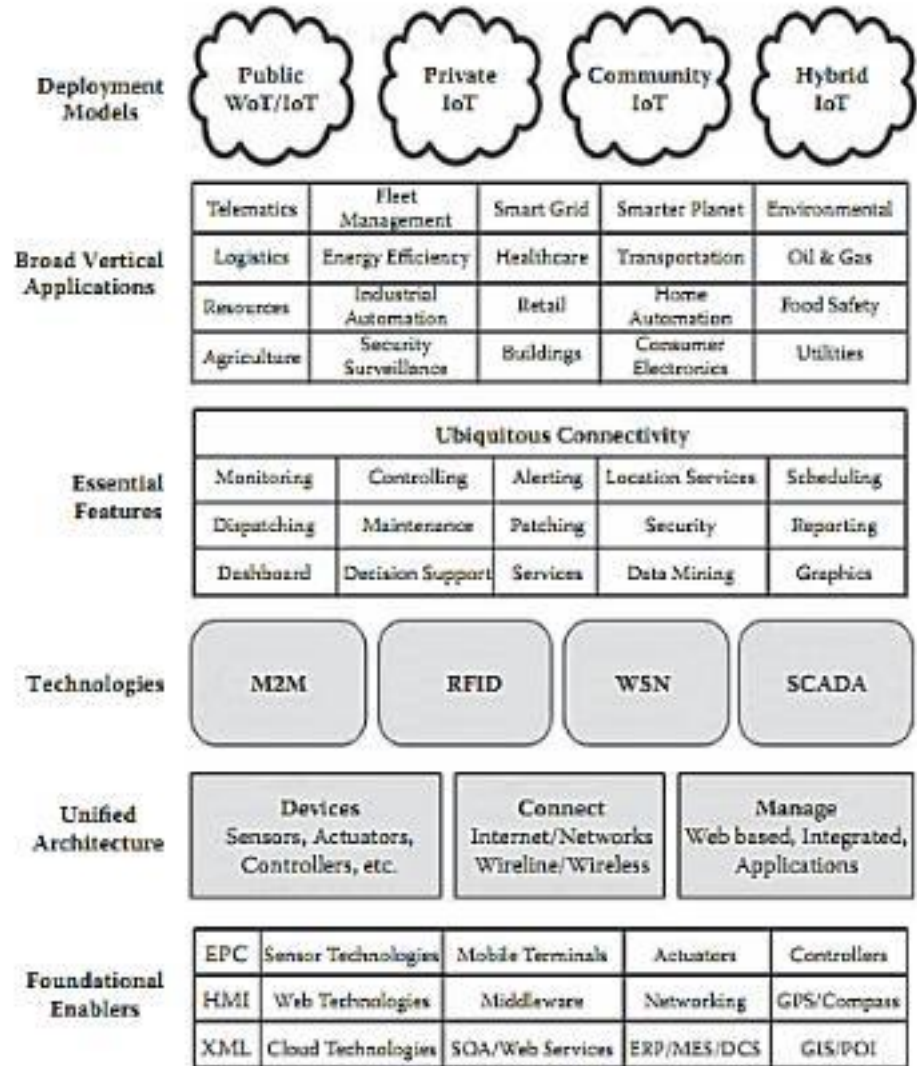 Deployment
Models
Public
WoT/IoT
Private
IoT
Community
IoT
Hybrid
IoT
Broad Vertical
Applications
Telematics
Fleet
Management
Smart Grid
Smarter Planet
Environmental
Logistics
Energy Efficiency
Healthcare
Transportation
Oil & Gas
Resources
Industrial
Automation
Retail
Home
Automation
Food Safety
Agriculture
Security
Surveillance
Buildings
Consumer
Electronics
Utilities
Essential
Features
Ubiquitous Connectivity
Monitoring
Controlling
Alerting
Location Services
Scheduling
Dispatching
Maintenance
Patching
Security
Reporting
Dashboard
Decision Support
Services
Data Mining
Graphics
Technologies
M2M
RFID
WSN
SCADA
Unified
Architecture
Devices
Sensors, Actuators,
Controllers, etc.
Connect
Internet/Networks
Wireline/Wireless
Manage
Web based, Integrated,
Applications
Foundational
Enablers
EPC
Sensor Technologies
Mobile Terminals
Actuators
Controllers
HMI
Web Technologies
Middleware
Networking
GPS/Compass
XML
Cloud Technologies
SOA/Web Services
ERP/MES/DCS
GIS/POI